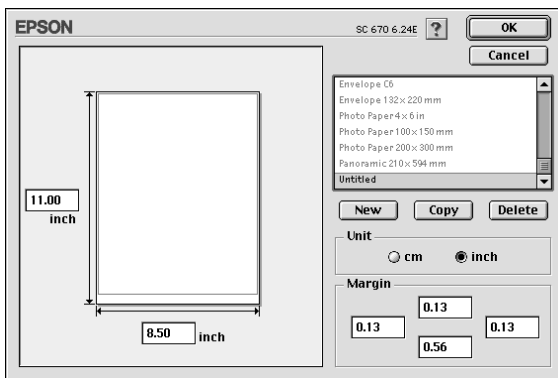 EPSON
SC 670 6.24E
?
OK
Cancel
Envelope C6
Envelope 132×220 mm
Photo Paper 4×6 in
Photo Paper 100×150 mm
Photo Paper 200×300 mm
Panoramic 210×594 mm
Untitled
11.00
inch
8.50 inch
New Copy Delete
Unit
cm inch
Margin
0.13
0.13 0.13
0.56